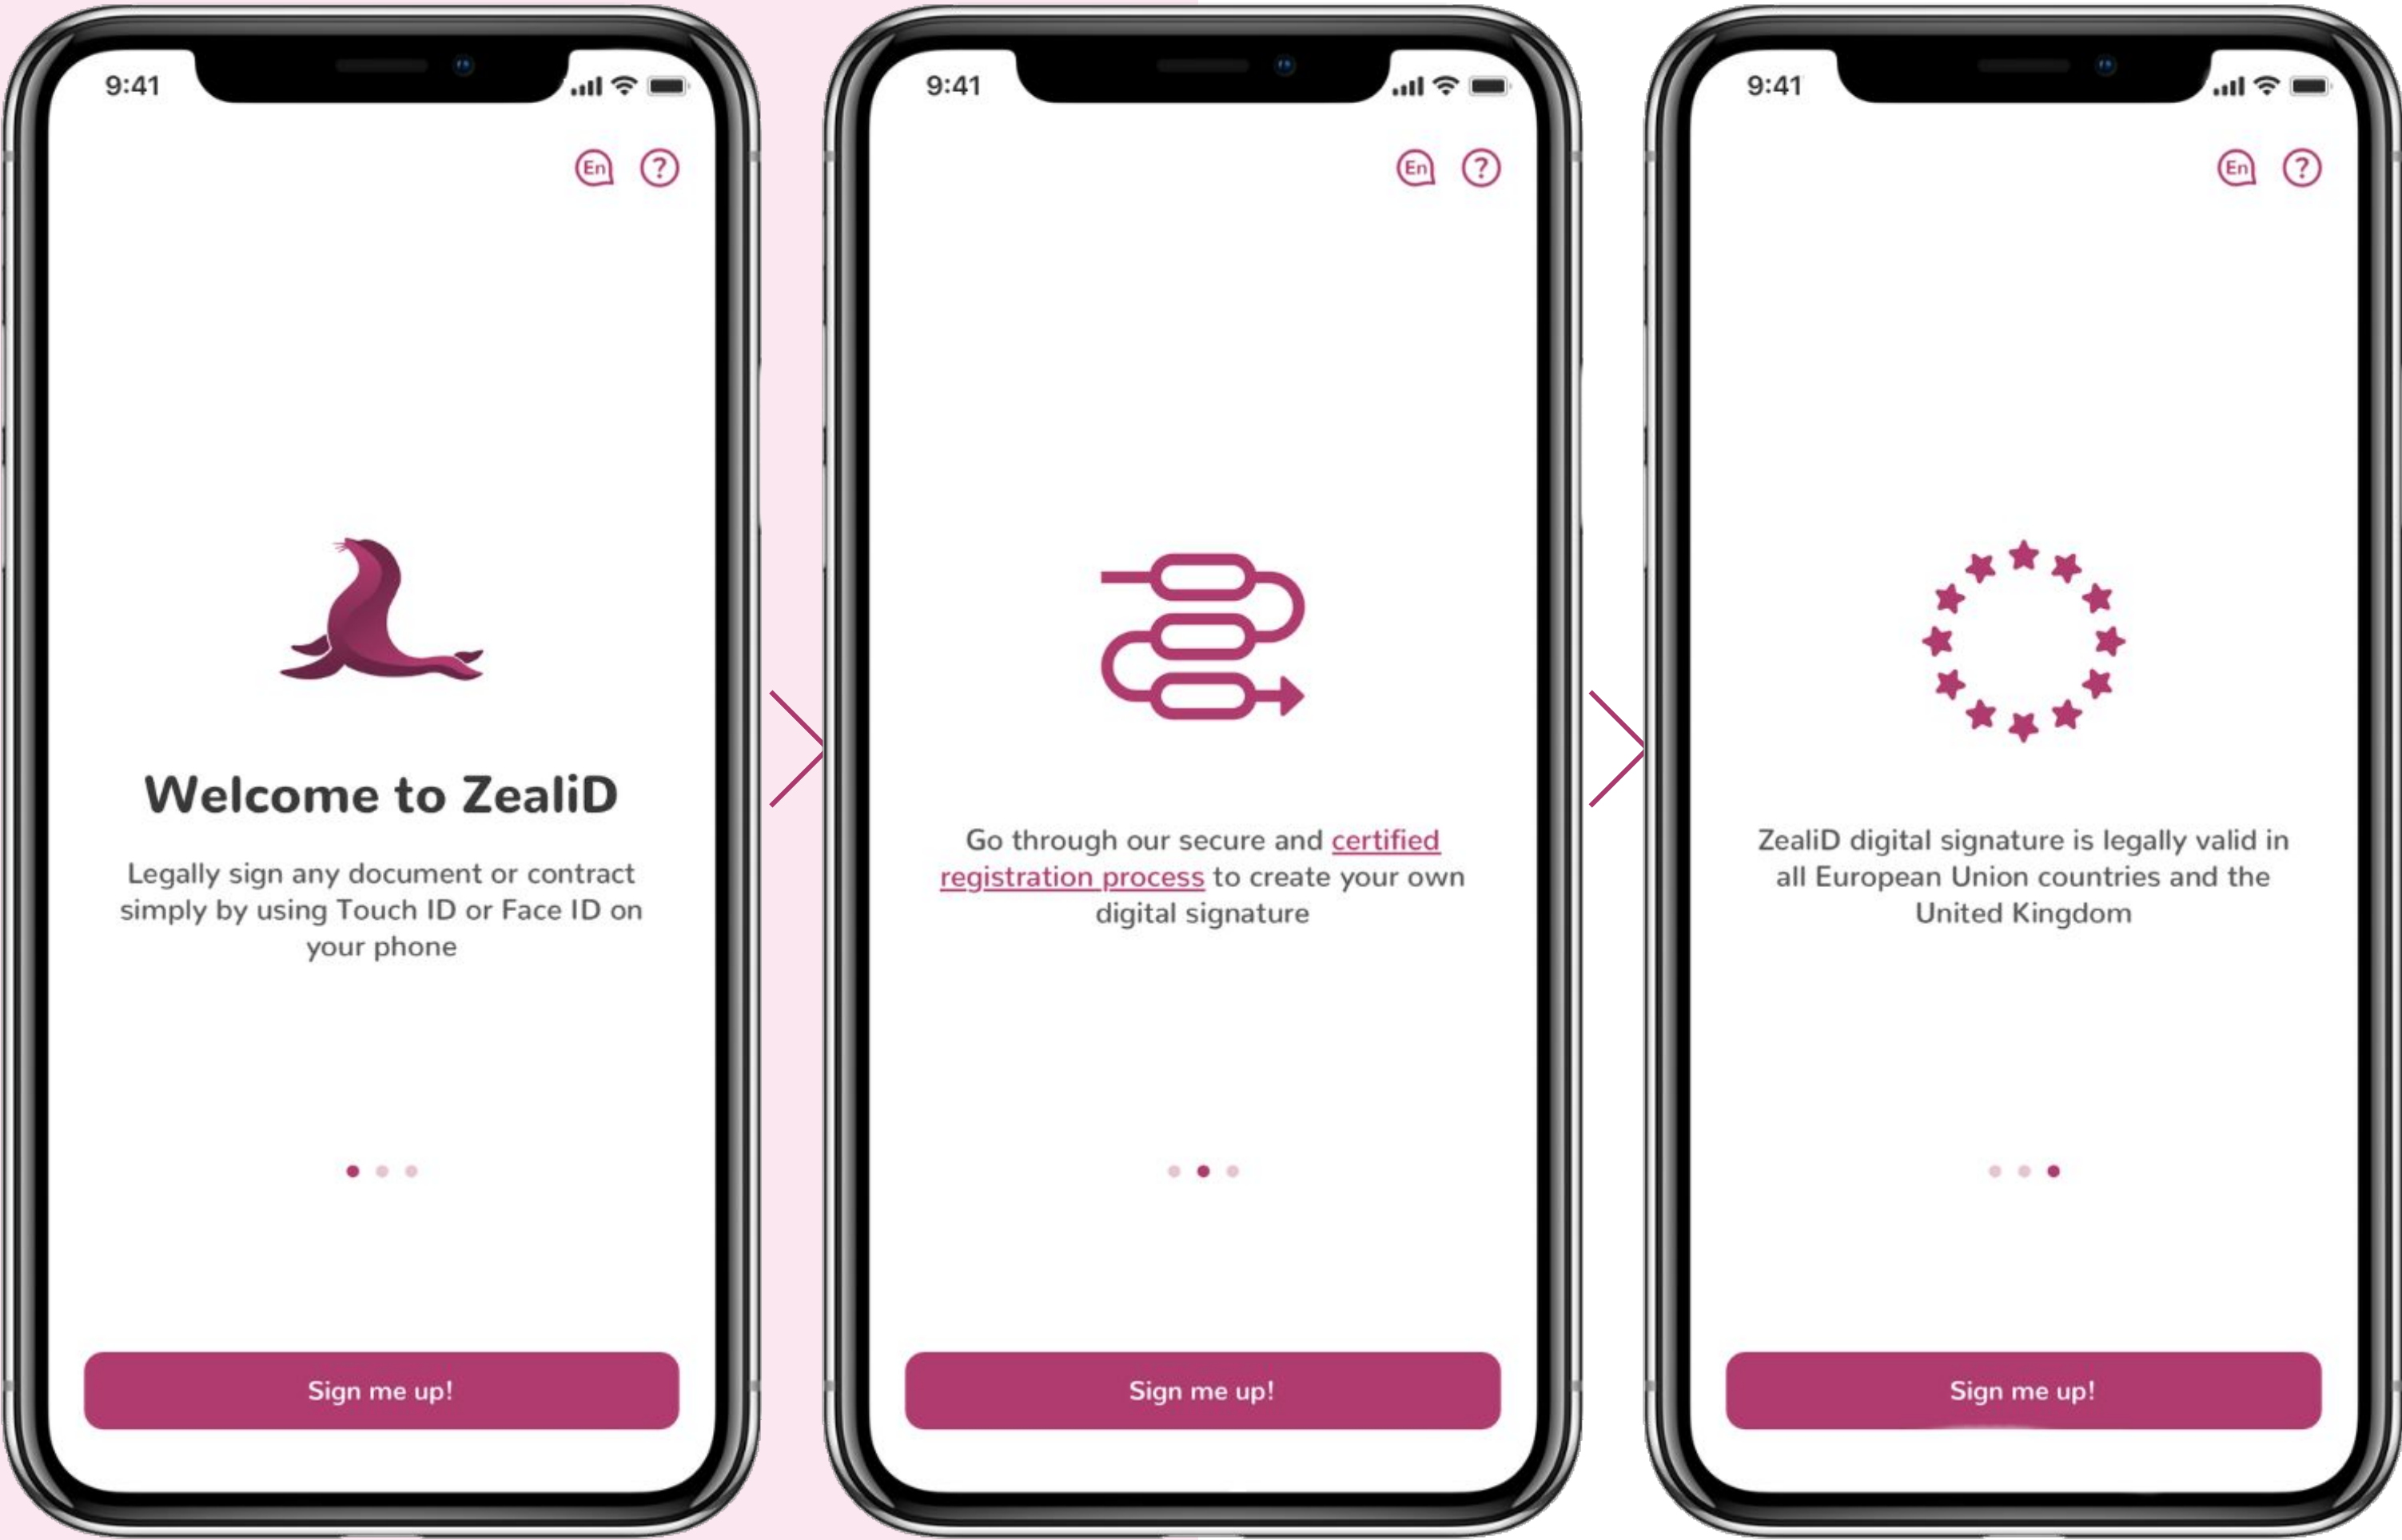 9:41
En ?
Welcome to ZealiD
Legally sign any document or contract
simply by using Touch ID or Face ID on
your phone
Sign me up!
9:41
En ?
Go through our secure and certified
registration process to create your own
digital signature
Sign me up!
9:41
En ?
ZealiD digital signature is legally valid in
all European Union countries and the
United Kingdom
Sign me up!